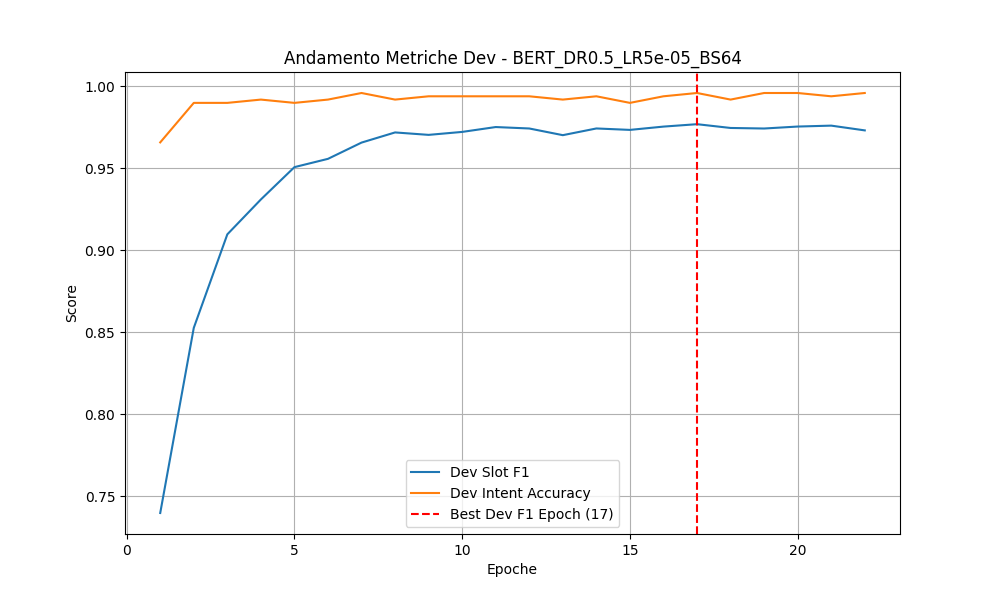 Andamento Metriche Dev - BERT_DR0.5_LR5e-05_BS64
Score
1.00
0.95
0.90
0.85
0.80
0.75
Dev Slot F1
Dev Intent Accuracy
Best Dev F1 Epoch (17)
0 5 10 15 20
Epoche